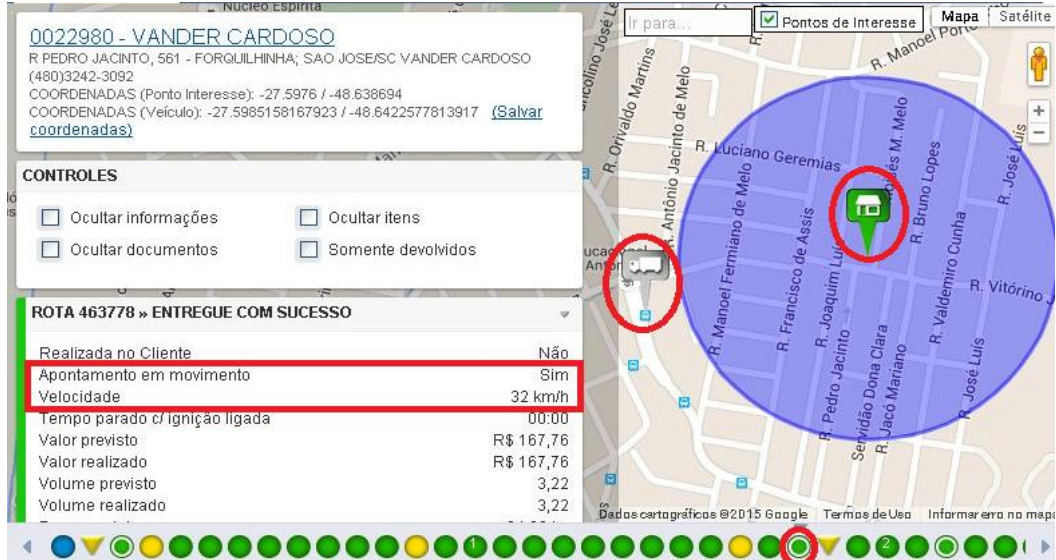 Núcleo Espírita
0022980 - VANDER CARDOSO
R PEDRO JACINTO, 561 - FORQUILHINHA; SAO JOSE/SC VANDER CARDOSO
(480)3242-3092
COORDENADAS (Ponto Interesse): -27.5976 / -48.638694
COORDENADAS (Veículo): -27.5985158167923 / -48.6422577813917 (Salvar
coordenadas)
CONTROLES
Ocultar informações
Ocultar itens
Ocultar documentos
Somente devolvidos
ROTA 463778 » ENTREGUE COM SUCESSO
Realizada no Cliente Não
Apontamento em movimento Sim
Velocidade 32 km/h
Tempo parado c/ ignição ligada 00:00
Valor previsto R$ 167,76
Valor realizado R$ 167,76
Volume previsto 3,22
Volume realizado 3,22
Ir para...
Pontos de Interesse
Mapa
Satélite
R. Manoel
R. Orivaldo Martins
R. Antônio Jacinto de Melo
R. Luciano Geremias
M. Melo
R. Bruno Lopes
R. José Luís
R. Manoel Fermiano de Melo
R. Francisco de Assis
R. Joaquim
R. Valdemiro Cunha
R. Vitório
R. Pedro Jacinto
Servidão Dona Clara
R. Jacó Mariano
R. José Luís
Dados cartográficos ©2015 Google
Termos de Uso
Informar erro no mapa
1
2